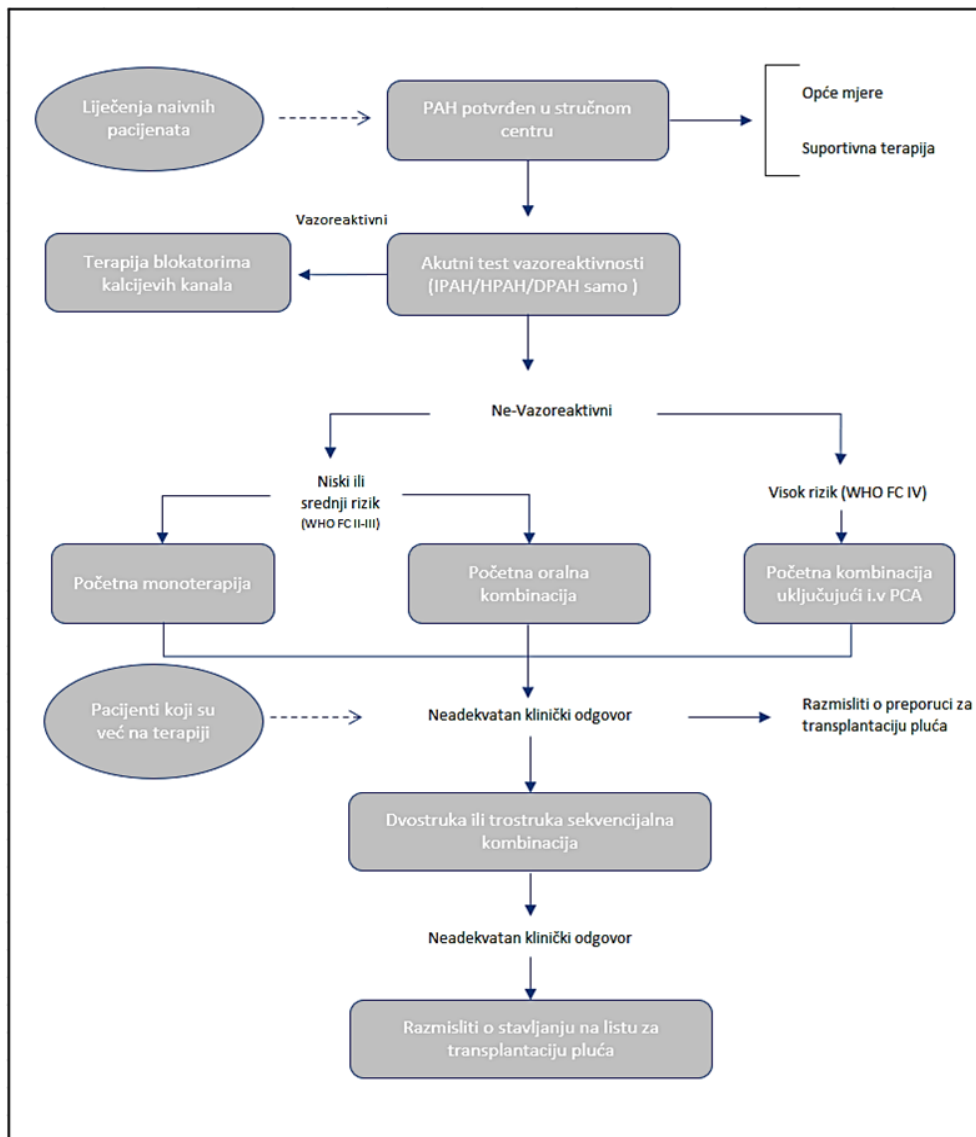 Liječenja naivnih
pacijenata
PAH potvrđen u stručnom
centru
Opće mjere
Suportivna terapija
Vazoreaktivni
Terapija blokatorima
kalcijevih kanala
Akutni test vazoreaktivnosti
(IPAH/HPAH/DPAH samo )
Ne-Vazoreaktivni
Niski ili
srednji rizik
(WHO FC II-III)
Visok rizik (WHO FC IV)
Početna monoterapija
Početna oralna
kombinacija
Početna kombinacija
uključujući i.v PCA
Pacijenti koji su
već na terapiji
Neadekvatan klinički odgovor
Razmisliti o preporuci za
transplantaciju pluća
Dvostruka ili trostruka sekvencijalna
kombinacija
Neadekvatan klinički odgovor
Razmisliti o stavljanju na listu za
transplantaciju pluća